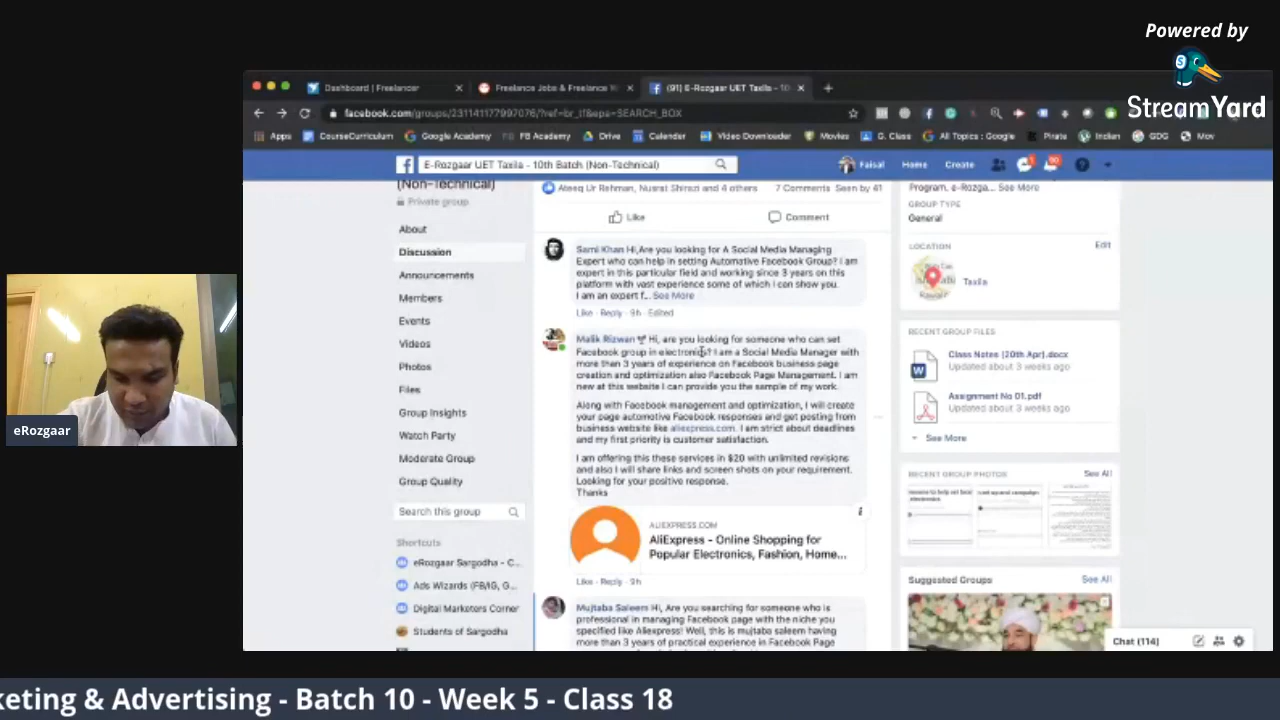 Powered by
StreamYard
Dashboard | Freelancer
Freelance Jobs & Freelance
(91) E-Rozgaar UET Taxila - 10
facebook.com/groups/231141177997076/?ref=br_tf&epa=SEARCH_BOX
Apps
CourseCurriculum
Google Academy
FB Academy
Drive
Calendar
Video Downloader
Movies
G. Class
All Topics : Google
Pirate
Indian
GDG
Mov
E-Rozgaar UET Taxila - 10th Batch (Non-Technical)
Faisal
Home
Create
(Non-Technical)
Private group
About
Discussion
Announcements
Members
Events
Videos
Photos
Files
Group Insights
Watch Party
Moderate Group
Group Quality
Search this group
Shortcuts
eRozgaar Sargodha - C...
Ads Wizards (FB/IG, G...
Digital Marketers Corner
Students of Sargodha
Ateeq Ur Rehman, Nusrat Shirazi and 4 others
7 Comments Seen by 41
Like
Comment
Sami Khan Hi,Are you looking for A Social Media Managing
Expert who can help in setting Automotive Facebook Group? I am
expert in this particular field and working since 3 years on this
platform with vast experience some of which I can show you.
I am an expert f... See More
Like · Reply · 9h · Edited
Malik Rizwan Hi, are you looking for someone who can set
Facebook group in electronics? I am a Social Media Manager with
more than 3 years of experience on Facebook business page
creation and optimization also Facebook Page Management. I am
new at this website I can provide you the sample of my work.
Along with Facebook management and optimization, I will create
your page automotive Facebook responses and get posting from
business website like aliexpress.com. I am strict about deadlines
and my first priority is customer satisfaction.
I am offering this these services in $20 with unlimited revisions
and also I will share links and screen shots on your requirement.
Looking for your positive response.
Thanks
ALIEXPRESS.COM
AliExpress - Online Shopping for
Popular Electronics, Fashion, Home...
Like · Reply · 9h
Mujtaba Saleem Hi, Are you searching for someone who is
professional in managing Facebook page with the niche you
specified like Aliexpress! Well, this is mujtaba saleem having
more than 3 years of practical experience in Facebook Page
Program. e-Rozga... See More
GROUP TYPE
General
LOCATION
Edit
Taxila
RECENT GROUP FILES
Class Notes (20th Apr).docx
Updated about 3 weeks ago
Assignment No 01.pdf
Updated about 3 weeks ago
See More
RECENT GROUP PHOTOS
See All
Suggested Groups
See All
Chat (114)
eRozgaar
keting & Advertising - Batch 10 - Week 5 - Class 18